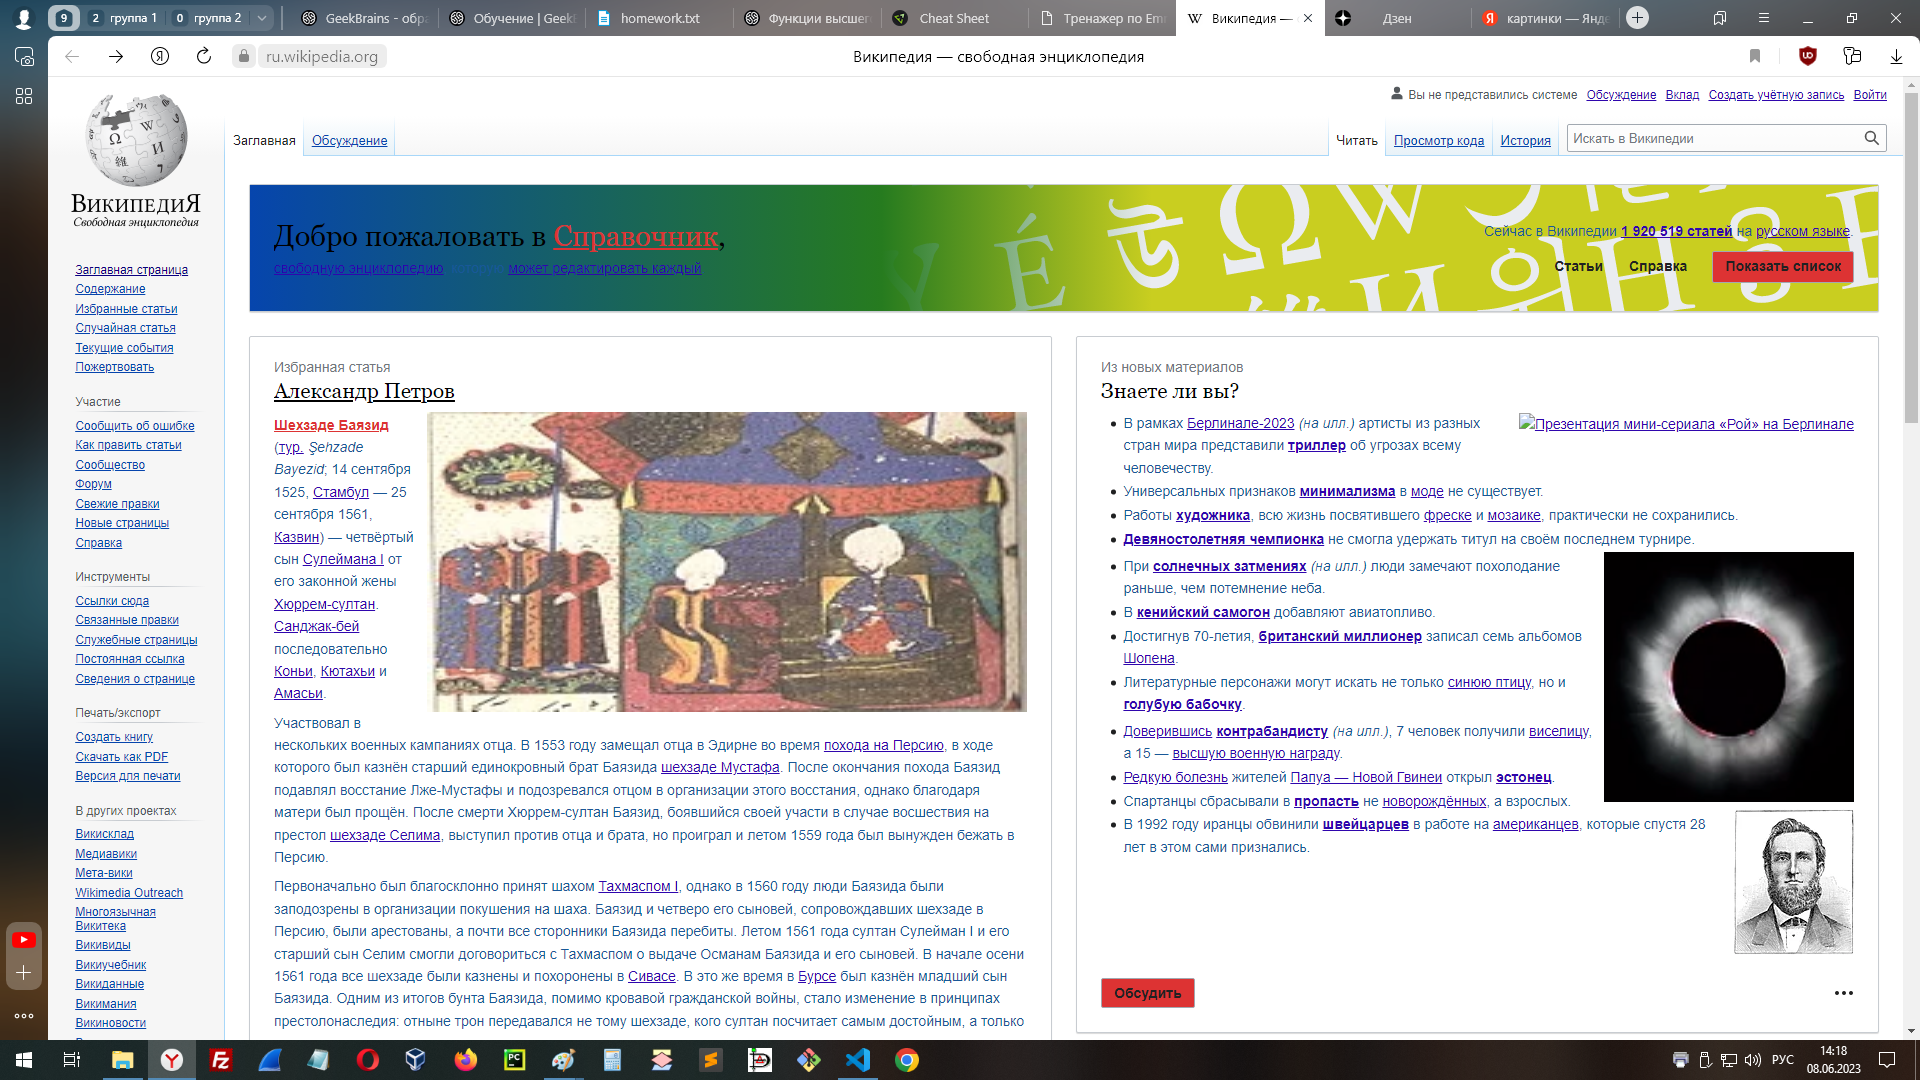 9
2 группа 1
0 группа 2
GeekBrains - обра
Обучение | Geek
homework.txt
Функции высшег
Cheat Sheet
Тренажер по Em
Википедия —
Дзен
картинки — Янд
ru.wikipedia.org
Википедия — свободная энциклопедия
Вы не представились системе Обсуждение Вклад Создать учётную запись Войти
Заглавная Обсуждение
Читать Просмотр кода История Искать в Википедии
ВикипедиЯ
Свободная энциклопедия
Заглавная страница
Содержание
Избранные статьи
Случайная статья
Текущие события
Пожертвовать
Участие
Сообщить об ошибке
Как править статьи
Сообщество
Форум
Свежие правки
Новые страницы
Справка
Инструменты
Ссылки сюда
Связанные правки
Служебные страницы
Постоянная ссылка
Сведения о странице
Печать/экспорт
Создать книгу
Скачать как PDF
Версия для печати
В других проектах
Викисклад
Медиавики
Мета-вики
Wikimedia Outreach
Многоязычная
Викитека
Викивиды
Викиучебник
Викиданные
Викимания
Викиновости
Добро пожаловать в Справочник,
свободную энциклопедию, которую может редактировать каждый
Сейчас в Википедии 1 920 519 статей на русском языке.
Статьи Справка Показать список
Избранная статья
Александр Петров
Шехзаде Баязид
(тур. Şehzade
Bayezid; 14 сентября
1525, Стамбул — 25
сентября 1561,
Казвин) — четвёртый
сын Сулеймана I от
его законной жены
Хюррем-султан.
Санджак-бей
последовательно
Коньи, Кютахьи и
Амасьи.
Участвовал в
нескольких военных кампаниях отца. В 1553 году замещал отца в Эдирне во время похода на Персию, в ходе
которого был казнён старший единокровный брат Баязида шехзаде Мустафа. После окончания похода Баязид
подавлял восстание Лже-Мустафы и подозревался отцом в организации этого восстания, однако благодаря
матери был прощён. После смерти Хюррем-султан Баязид, боявшийся своей участи в случае восшествия на
престол шехзаде Селима, выступил против отца и брата, но проиграл и летом 1559 года был вынужден бежать в
Персию.
Первоначально был благосклонно принят шахом Тахмаспом I, однако в 1560 году люди Баязида были
заподозрены в организации покушения на шаха. Баязид и четверо его сыновей, сопровождавших шехзаде в
Персию, были арестованы, а почти все сторонники Баязида перебиты. Летом 1561 года султан Сулейман I и его
старший сын Селим смогли договориться с Тахмаспом о выдаче Османам Баязида и его сыновей. В начале осени
1561 года все шехзаде были казнены и похоронены в Сивасе. В это же время в Бурсе был казнён младший сын
Баязида. Одним из итогов бунта Баязида, помимо кровавой гражданской войны, стало изменение в принципах
престолонаследия: отныне трон передавался не тому шехзаде, кого султан посчитает самым достойным, а только
Из новых материалов
Знаете ли вы?
Презентация мини-сериала «Рой» на Берлинале
В рамках Берлинале-2023 (на илл.) артисты из разных
стран мира представили триллер об угрозах всему
человечеству.
Универсальных признаков минимализма в моде не существует.
Работы художника, всю жизнь посвятившего фреске и мозаике, практически не сохранились.
Девяностолетняя чемпионка не смогла удержать титул на своём последнем турнире.
При солнечных затмениях (на илл.) люди замечают похолодание
раньше, чем потемнение неба.
В кенийский самогон добавляют авиатопливо.
Достигнув 70-летия, британский миллионер записал семь альбомов
Шопена.
Литературные персонажи могут искать не только синюю птицу, но и
голубую бабочку.
Доверившись контрабандисту (на илл.), 7 человек получили виселицу,
а 15 — высшую военную награду.
Редкую болезнь жителей Папуа — Новой Гвинеи открыл эстонец.
Спартанцы сбрасывали в пропасть не новорождённых, а взрослых.
В 1992 году иранцы обвинили швейцарцев в работе на американцев, которые спустя 28
лет в этом сами признались.
Обсудить
РУС
14:18
08.06.2023